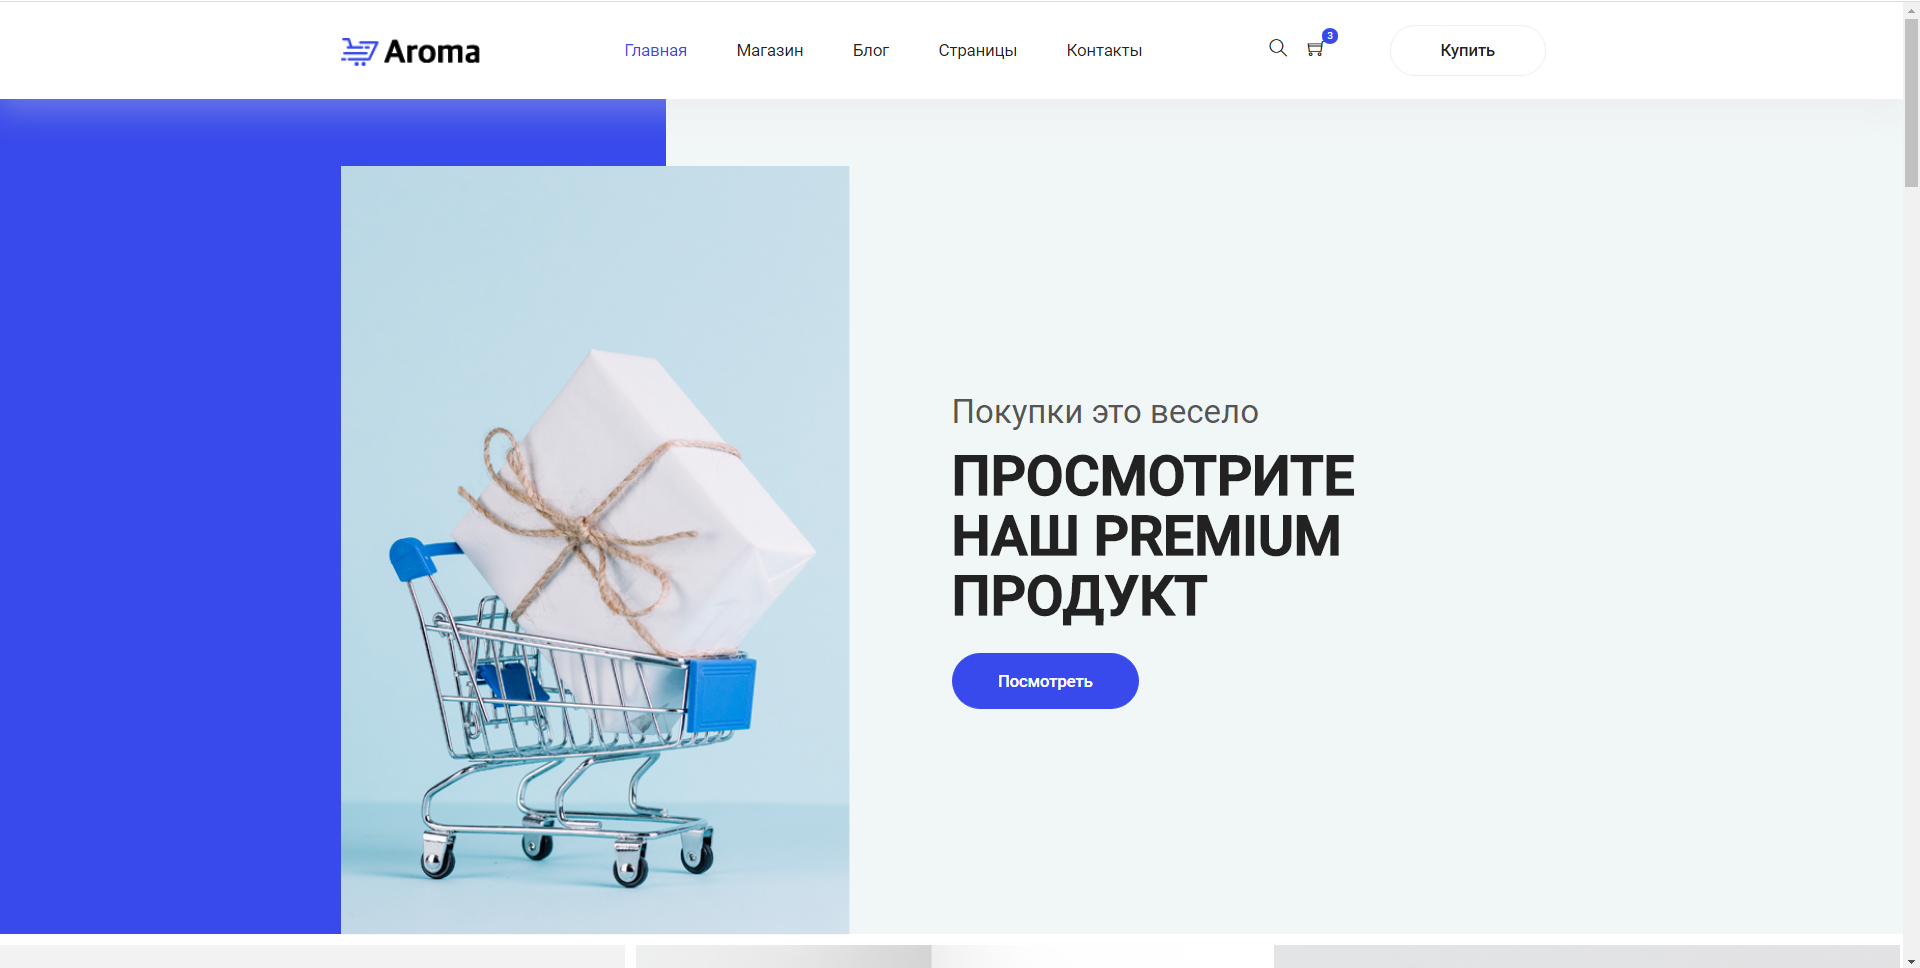 Aroma
Главная Магазин Блог Страницы Контакты
3
Купить
Покупки это весело
ПРОСМОТРИТЕ
НАШ PREMIUM
ПРОДУКТ
Посмотреть